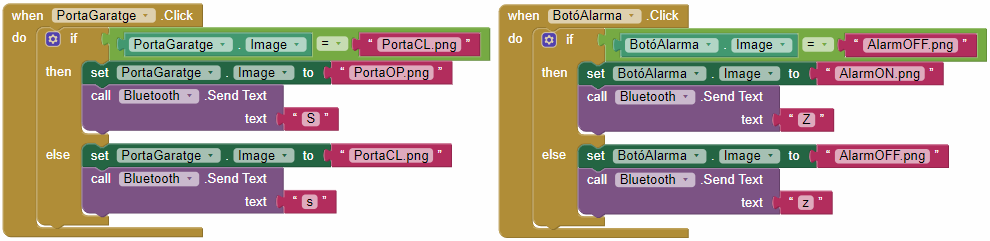 when PortaGaratge .Click
do if PortaGaratge . Image = " PortaCL.png "
then set PortaGaratge . Image to " PortaOP.png "
call Bluetooth .Send Text
text " S "
else set PortaGaratge . Image to " PortaCL.png "
call Bluetooth .Send Text
text " s "
when BotóAlarma .Click
do if BotóAlarma . Image = " AlarmOFF.png "
then set BotóAlarma . Image to " AlarmON.png "
call Bluetooth .Send Text
text " Z "
else set BotóAlarma . Image to " AlarmOFF.png "
call Bluetooth .Send Text
text " z "